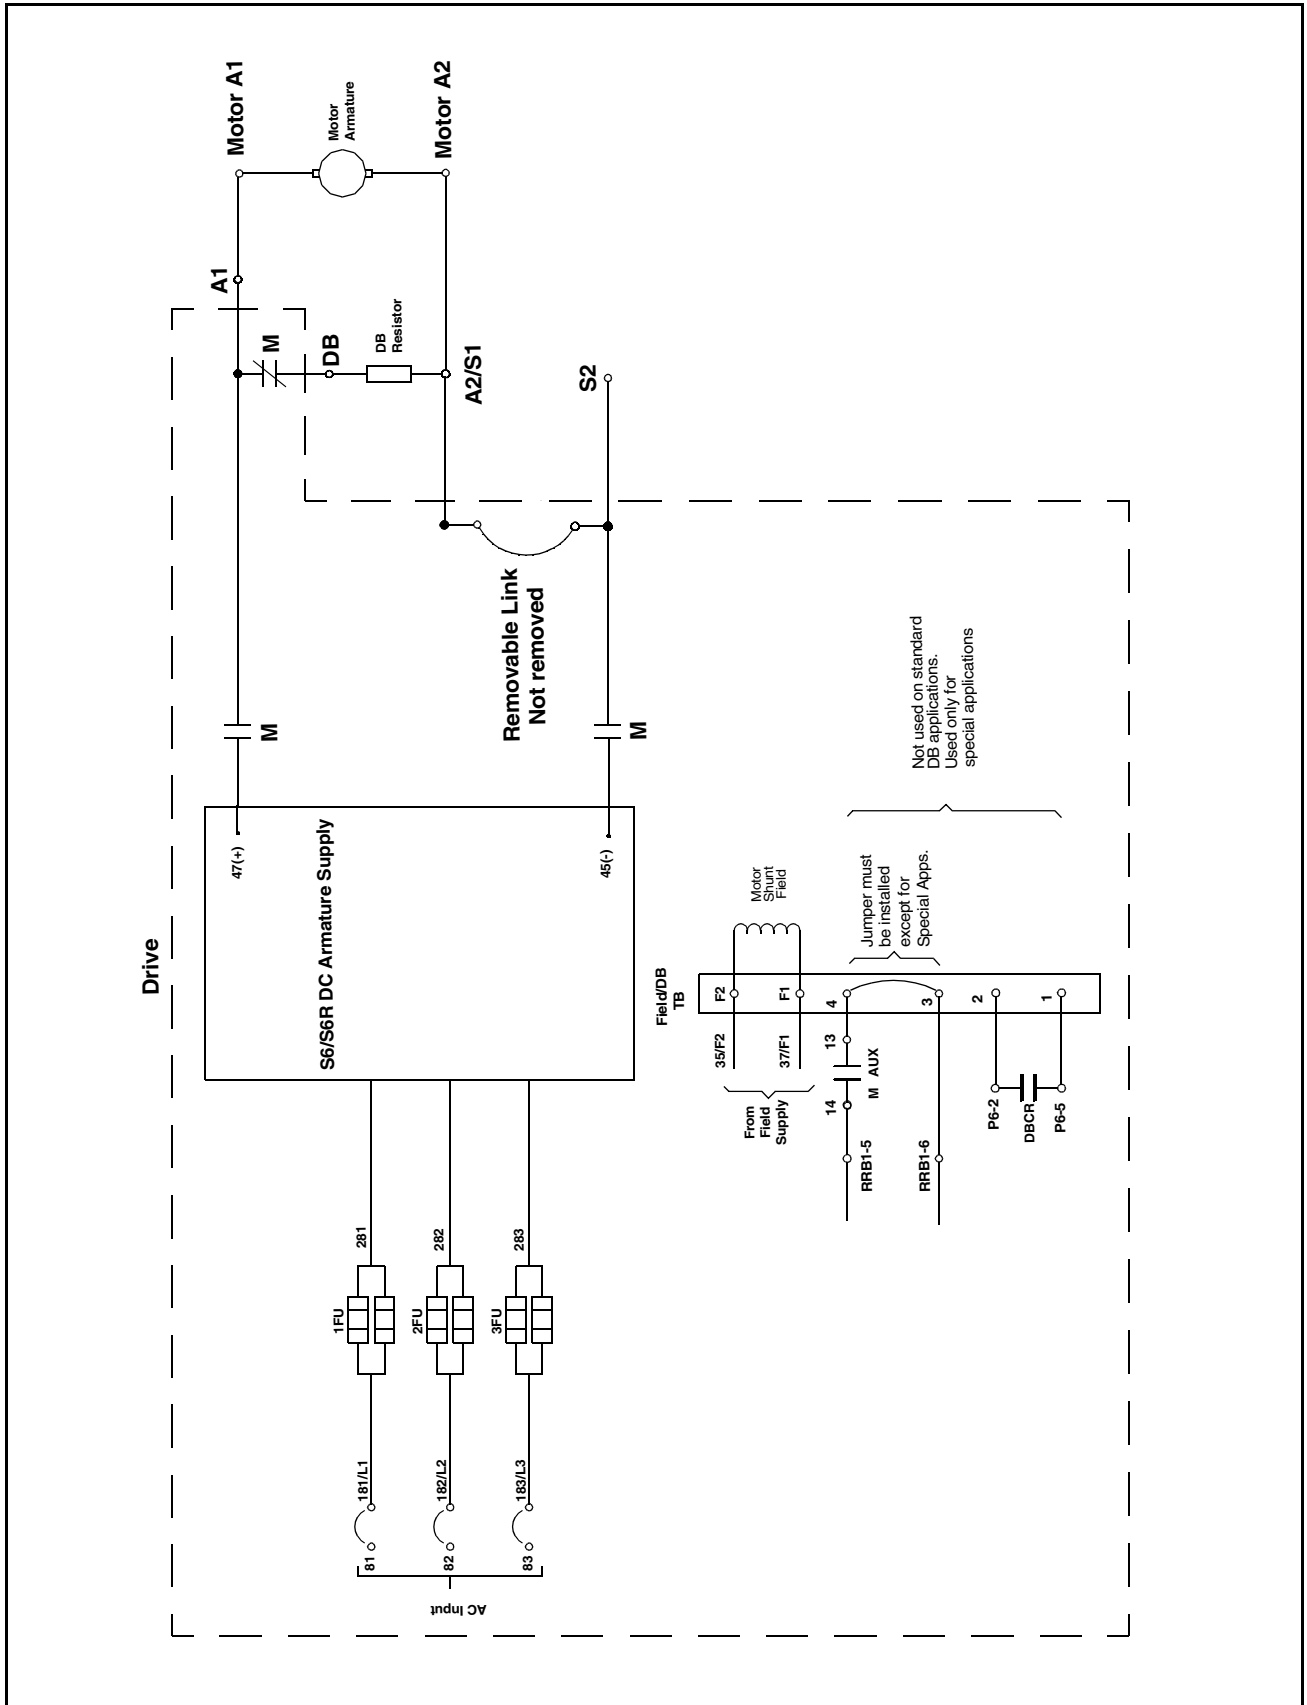 Drive
AC Input
81
82
83
181/L1
182/L2
183/L3
1FU
2FU
3FU
281
282
283
S6/S6R DC Armature Supply
47(+)
45(-)
M
M
Removable Link
Not removed
M
DB
DB
Resistor
A1
A2/S1
S2
Motor A1
Motor
Armature
Motor A2
Field/DB
TB
35/F2
37/F1
F2
F1
From
Field
Supply
Motor
Shunt
Field
4
3
2
1
13
M AUX
14
RRB1-5
RRB1-6
P6-2
DBCR
P6-5
Jumper must
be installed
except for
Special Apps.
Not used on standard
DB applications.
Used only for
special applications